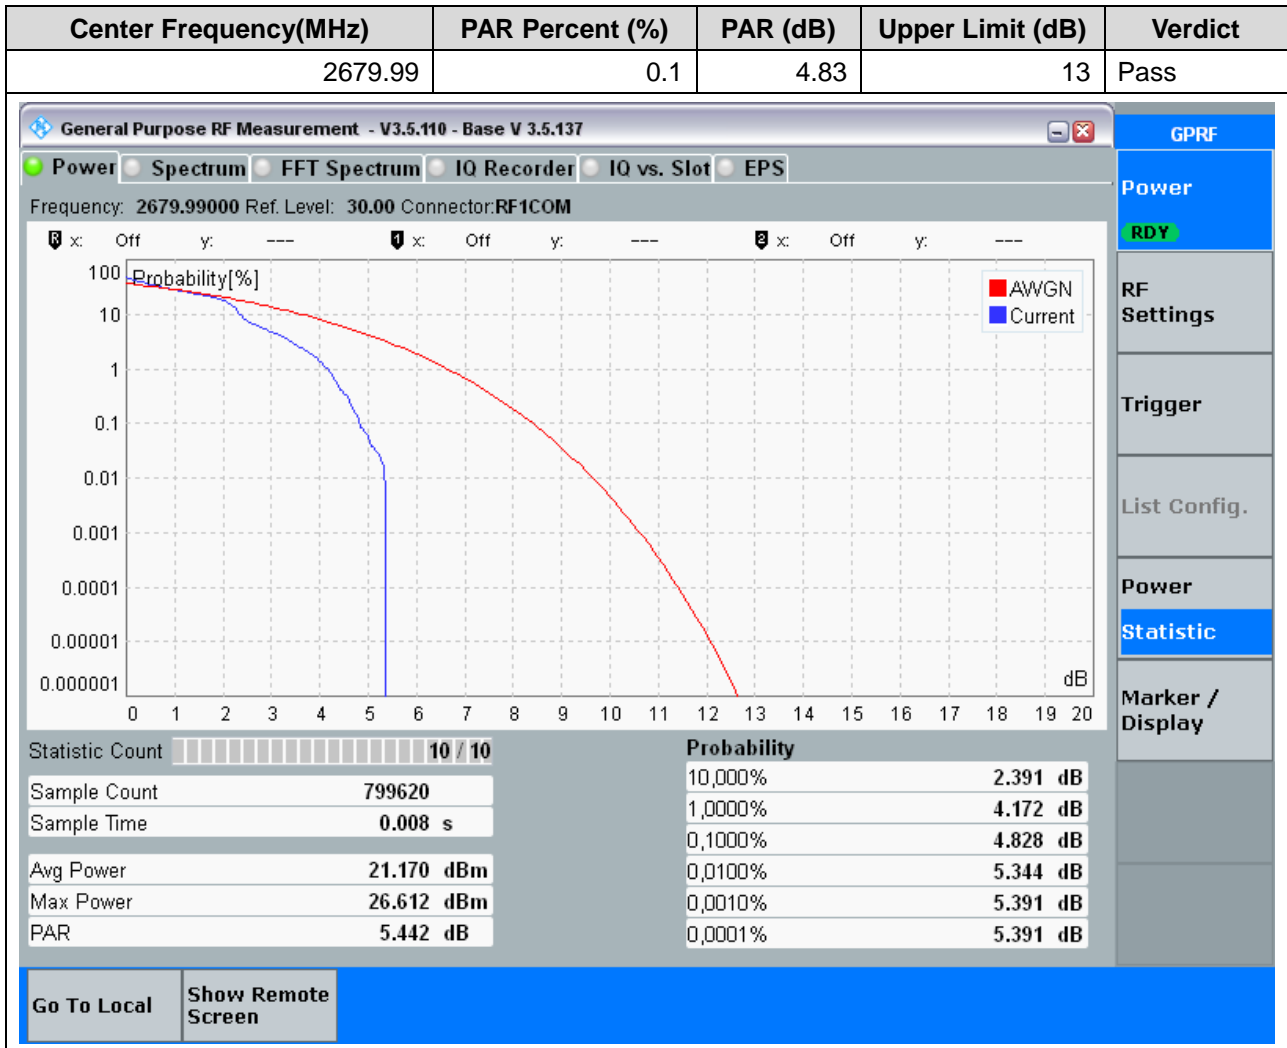 Center Frequency(MHz) PAR Percent (%) PAR (dB) Upper Limit (dB) Verdict
2679.99 0.1 4.83 13 Pass
General Purpose RF Measurement - V3.5.110 - Base V 3.5.137
GPRF
Power Spectrum FFT Spectrum IQ Recorder IQ vs. Slot EPS
Power
RDY
Frequency: 2679.99000 Ref. Level: 30.00 Connector:RF1COM
R x: Off y: --- 1 x: Off y: --- 2 x: Off y: ---
100 Probability[%]
AWGN
Current
10
1
0.1
0.01
0.001
0.0001
0.00001
0.000001
dB
0 1 2 3 4 5 6 7 8 9 10 11 12 13 14 15 16 17 18 19 20
RF
Settings
Trigger
List Config.
Power
Statistic
Marker /
Display
Statistic Count 10 / 10
Sample Count 799620
Sample Time 0.008 s
Avg Power 21.170 dBm
Max Power 26.612 dBm
PAR 5.442 dB
Probability
10,000% 2.391 dB
1,0000% 4.172 dB
0,1000% 4.828 dB
0,0100% 5.344 dB
0,0010% 5.391 dB
0,0001% 5.391 dB
Go To Local
Show Remote
Screen